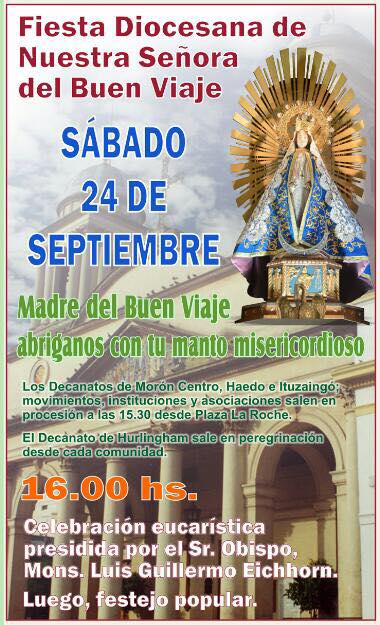 Fiesta Diocesana de
Nuestra Señora
del Buen Viaje
SÁBADO
24 DE
SEPTIEMBRE
Madre del Buen Viaje
abriganos con tu manto misericordioso
Los Decanatos de Morón Centro, Haedo e Ituzaingó;
movimientos, instituciones y asociaciones salen en
procesión a las 15.30 desde Plaza La Roche.
El Decanato de Hurlingham sale en peregrinación
desde cada comunidad.
16.00 hs.
Celebración eucarística
presidida por el Sr. Obispo,
Mons. Luis Guillermo Eichhorn.
Luego, festejo popular.